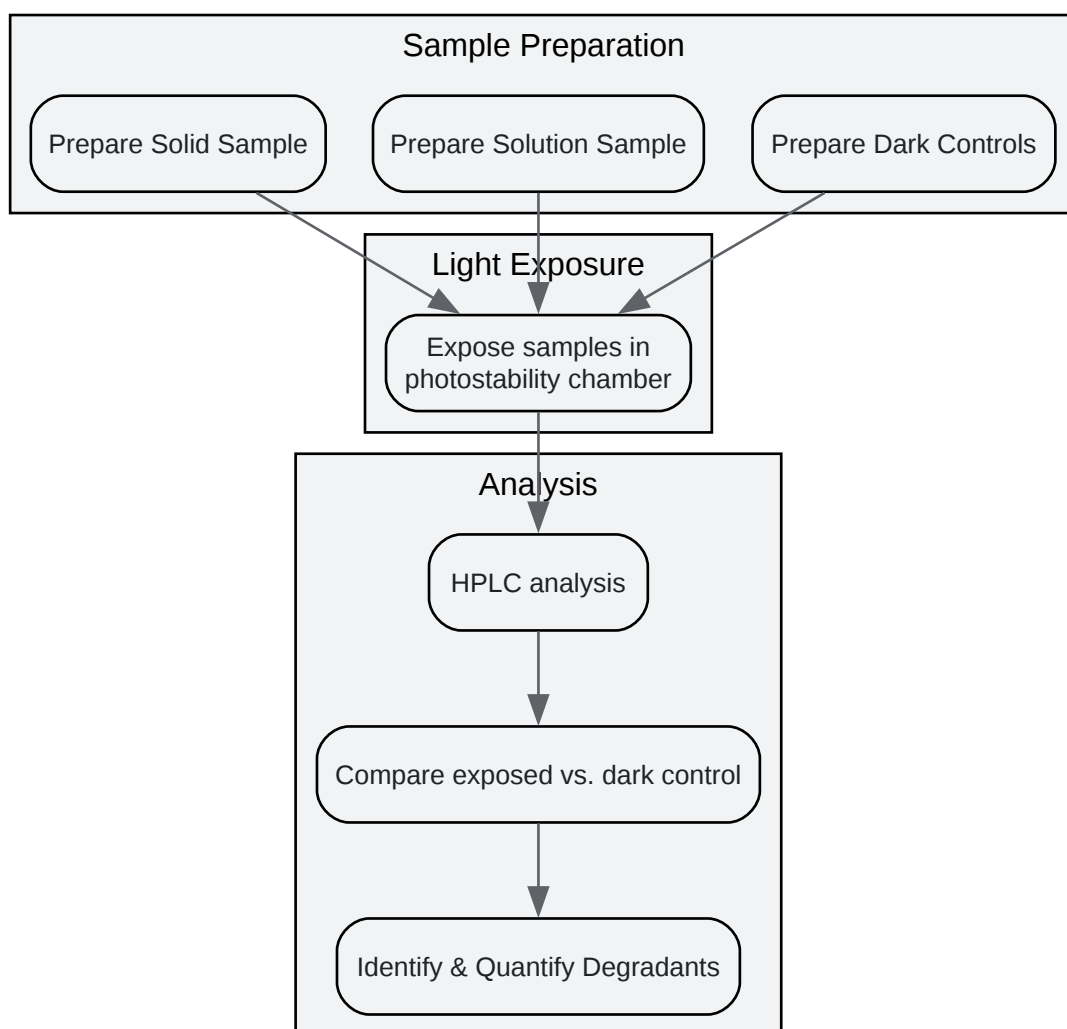 Sample Preparation
Prepare Solid Sample
Prepare Solution Sample
Prepare Dark Controls
Light Exposure
Expose samples in
photostability chamber
Analysis
HPLC analysis
Compare exposed vs. dark control
Identify & Quantify Degradants